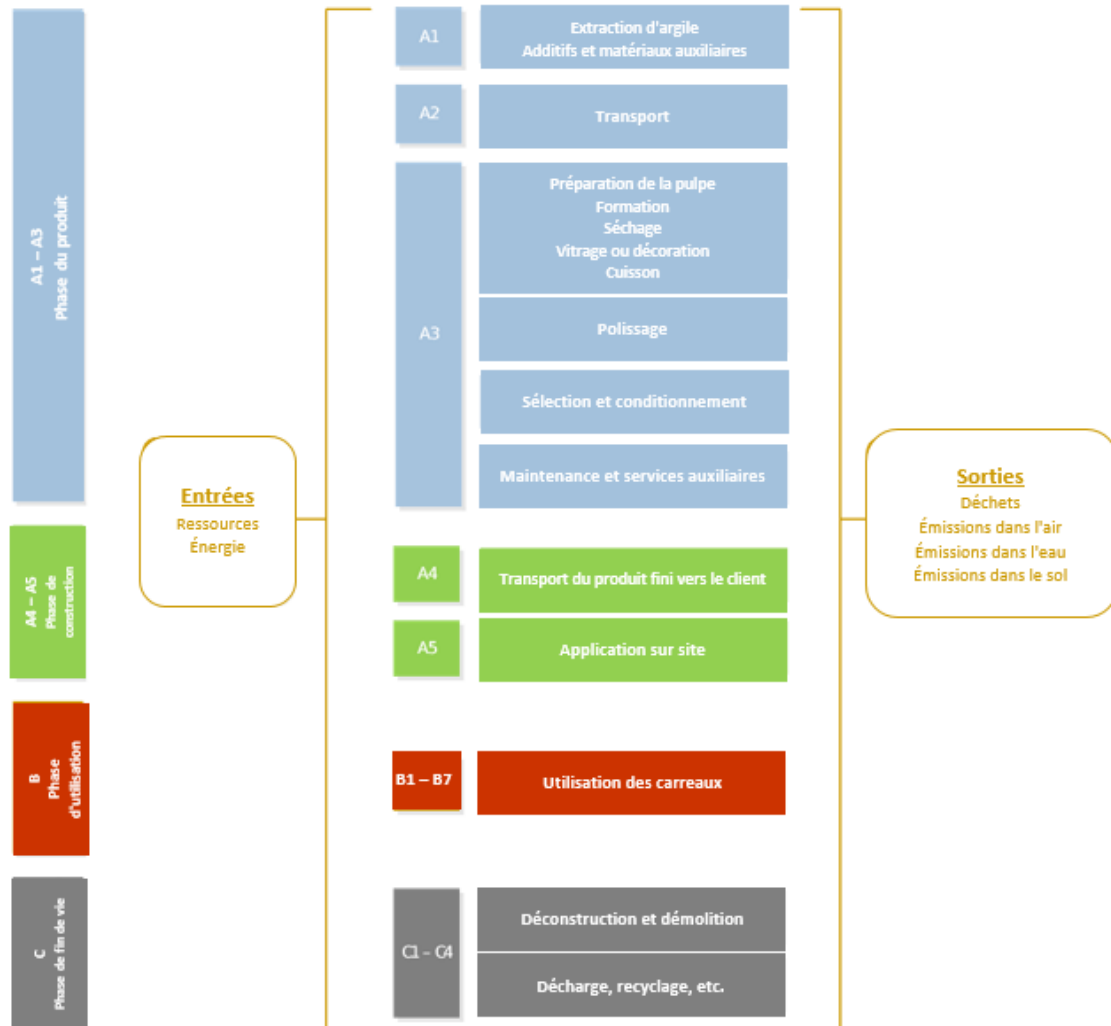 A1 – A3
Phase du produit
A1
Extraction d'argile
Additifs et matériaux auxiliaires
A2
Transport
A3
Préparation de la pulpe
Formation
Séchage
Vitrage ou décoration
Cuisson
Polissage
Sélection et conditionnement
Maintenance et services auxiliaires
Entrées
Ressources
Énergie
Sorties
Déchets
Émissions dans l'air
Émissions dans l'eau
Émissions dans le sol
A4 – A5
Phase de
construction
A4
Transport du produit fini vers le client
A5
Application sur site
B
Phase
d'utilisation
B1 – B7
Utilisation des carreaux
C
Phase de fin de vie
C1 – C4
Déconstruction et démolition
Décharge, recyclage, etc.